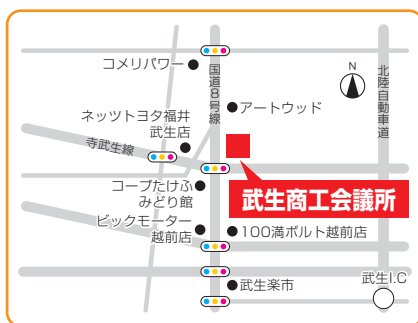 コメリパワー
国道8号線
N
北陸自動車道
アートウッド
ネッツトヨタ福井
武生店
寺武生線
武生商工会議所
コープたけふ
みどり館
ビックモーター
越前店
100満ボルト越前店
武生楽市
武生I.C